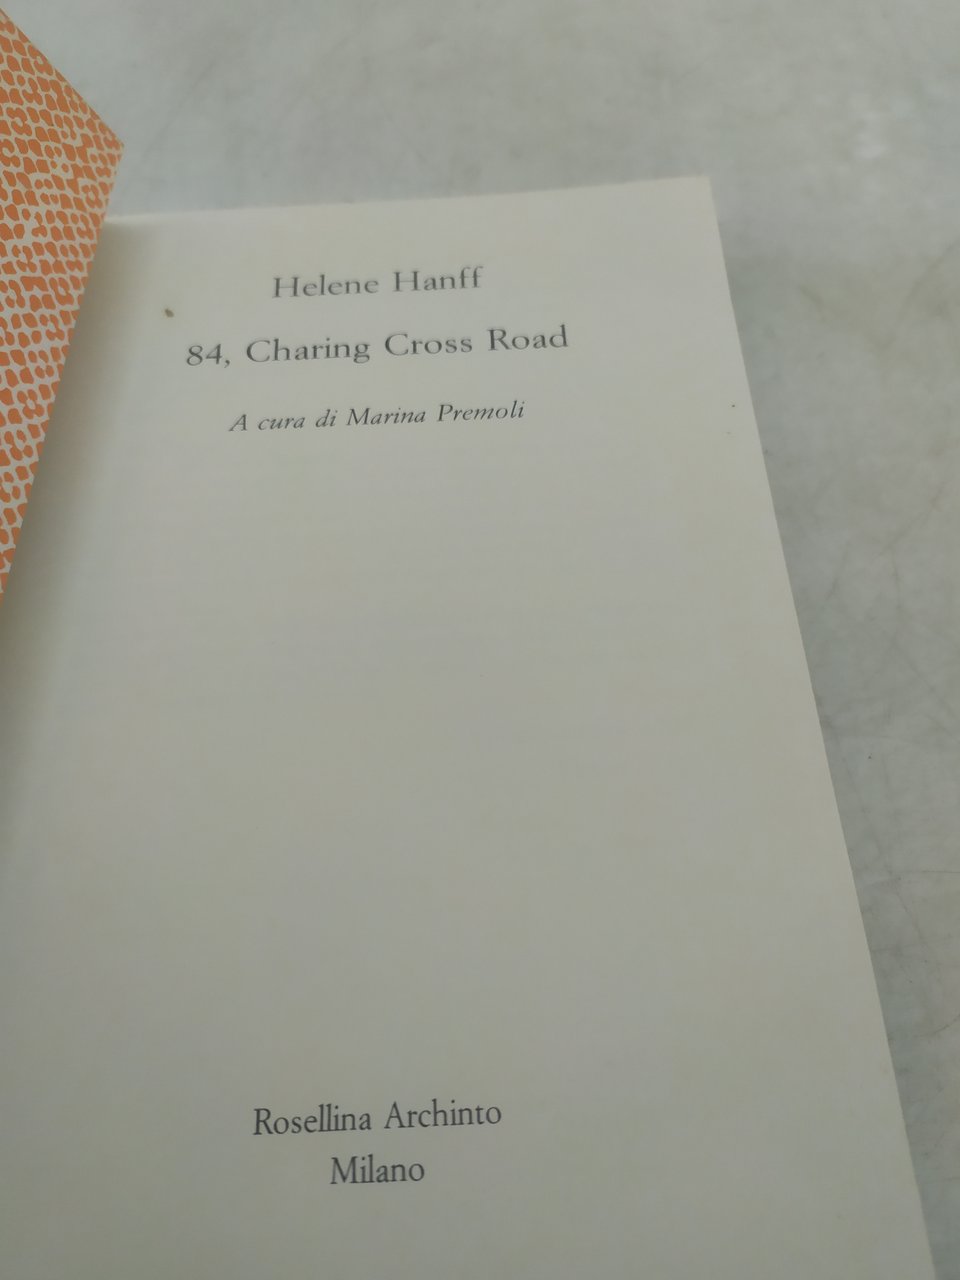 Helene Hanff
84, Charing Cross Road
A cura di Marina Premoli
Rosellina Archinto
Milano